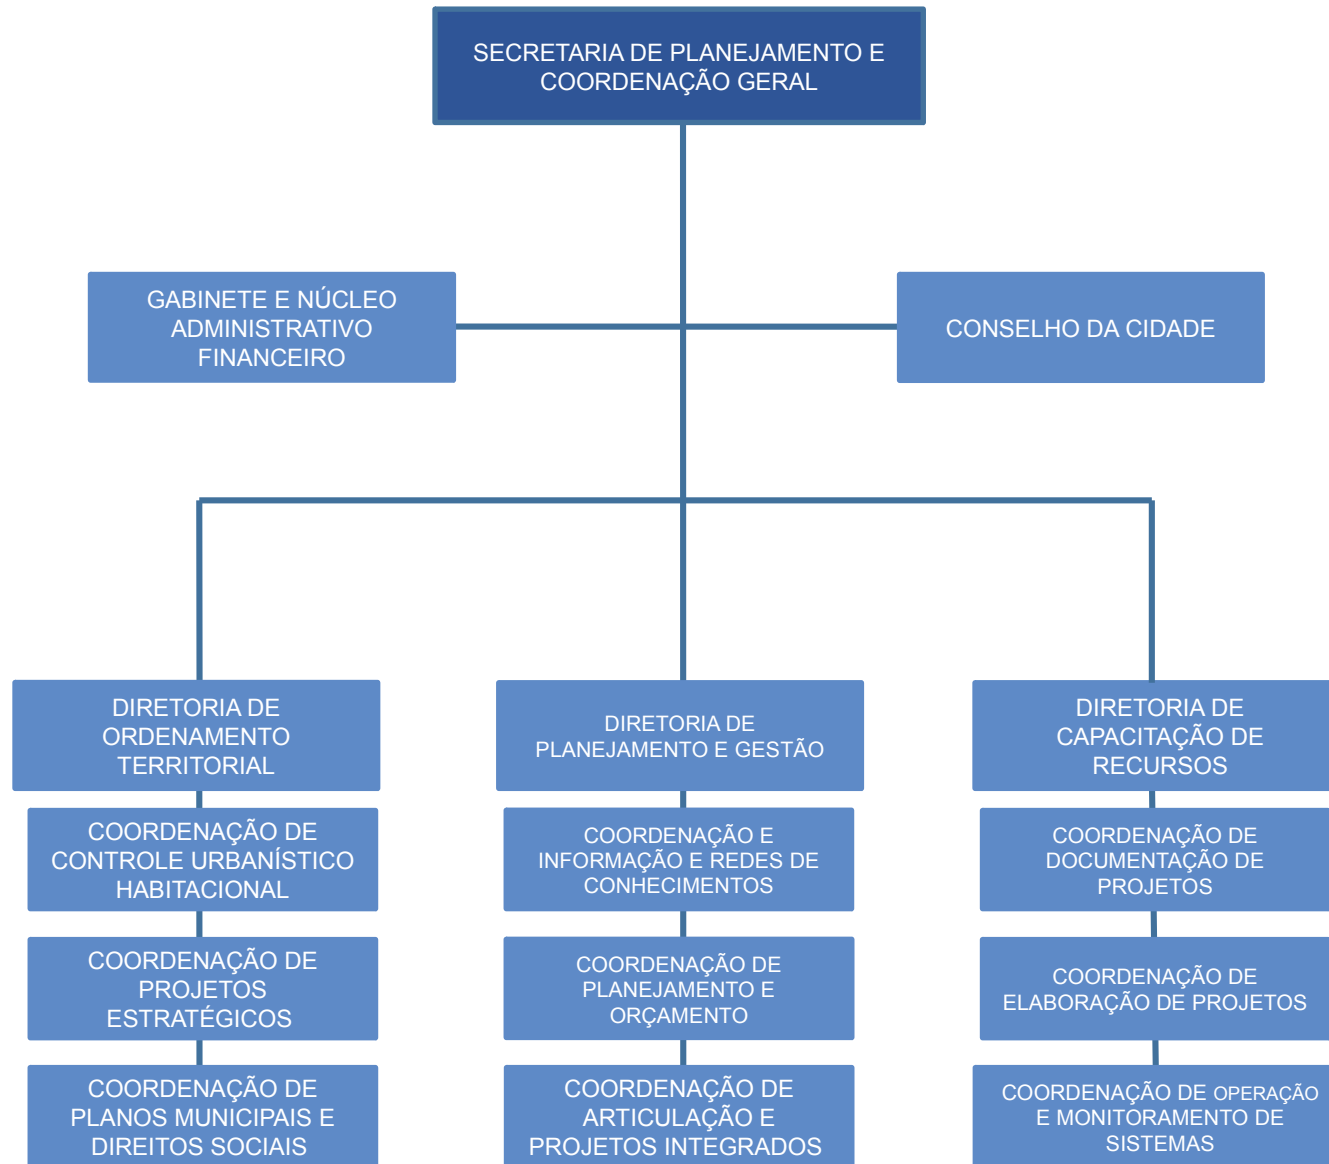 SECRETARIA DE PLANEJAMENTO E
COORDENAÇÃO GERAL
GABINETE E NÚCLEO
ADMINISTRATIVO
FINANCEIRO
CONSELHO DA CIDADE
DIRETORIA DE
ORDENAMENTO
TERRITORIAL
DIRETORIA DE
PLANEJAMENTO E GESTÃO
DIRETORIA DE
CAPACITAÇÃO DE
RECURSOS
COORDENAÇÃO DE
CONTROLE URBANÍSTICO
HABITACIONAL
COORDENAÇÃO E
INFORMAÇÃO E REDES DE
CONHECIMENTOS
COORDENAÇÃO DE
DOCUMENTAÇÃO DE
PROJETOS
COORDENAÇÃO DE
PROJETOS
ESTRATÉGICOS
COORDENAÇÃO DE
PLANEJAMENTO E
ORÇAMENTO
COORDENAÇÃO DE
ELABORAÇÃO DE PROJETOS
COORDENAÇÃO DE
PLANOS MUNICIPAIS E
DIREITOS SOCIAIS
COORDENAÇÃO DE
ARTICULAÇÃO E
PROJETOS INTEGRADOS
COORDENAÇÃO DE OPERAÇÃO
E MONITORAMENTO DE
SISTEMAS